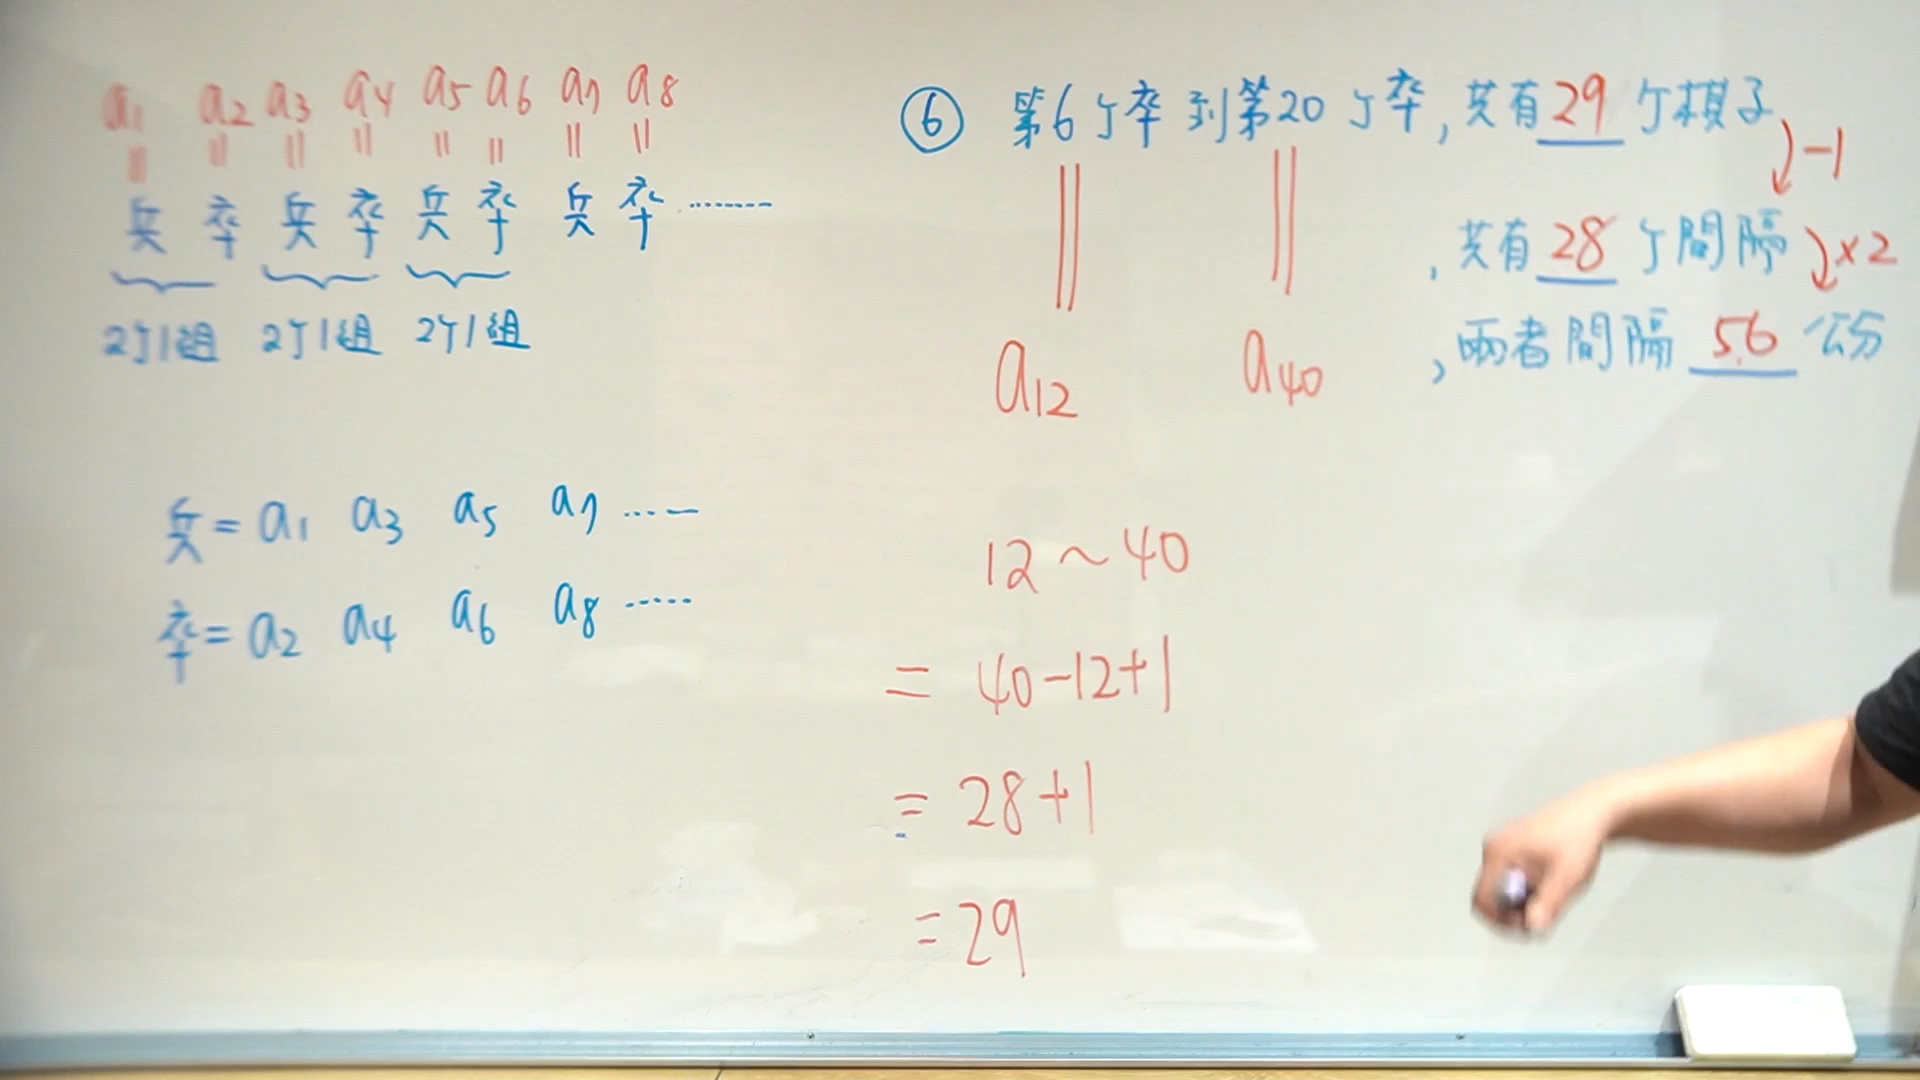 a1 a2 a3 a4 a5 a6 a7 a8
= = = = = = = =
兵 卒 兵 卒 兵 卒 兵 卒 ........
2个1組 2个1組 2个1組
兵 = a1 a3 a5 a7 .....
卒 = a2 a4 a6 a8 .....
⑥ 第6个卒到第20个卒,共有29个棋子
-1
,共有28个間隔
×2
,兩者間隔 56 公分
= =
a12 a40
12 ~ 40
= 40-12+1
= 28+1
= 29